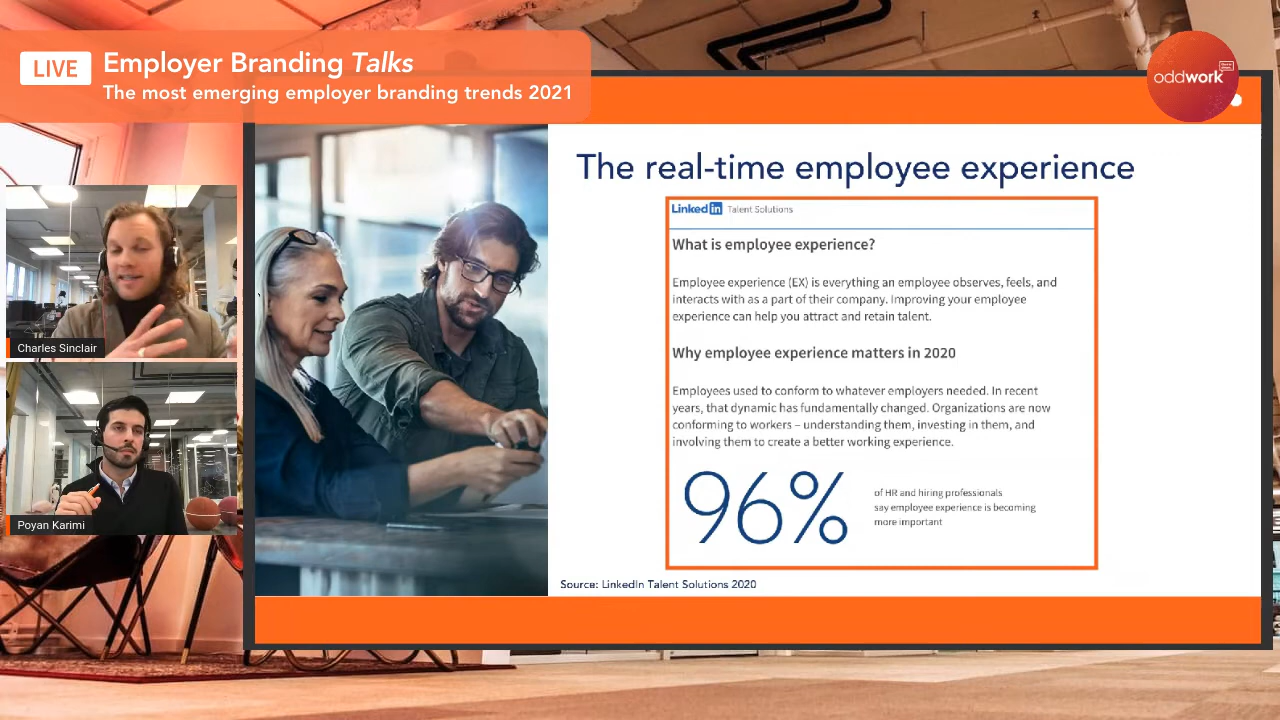 LIVE
Employer Branding Talks
The most emerging employer branding trends 2021
oddwork
The real-time employee experience
Linked in Talent Solutions
What is employee experience?
Employee experience (EX) is everything an employee observes, feels, and
interacts with as a part of their company. Improving your employee
experience can help you attract and retain talent.
Why employee experience matters in 2020
Employees used to conform to whatever employers needed. In recent
years, that dynamic has fundamentally changed. Organizations are now
conforming to workers – understanding them, investing in them, and
involving them to create a better working experience.
96%
of HR and hiring professionals
say employee experience is becoming
more important
Source: LinkedIn Talent Solutions 2020
Charles Sinclair
Poyan Karimi